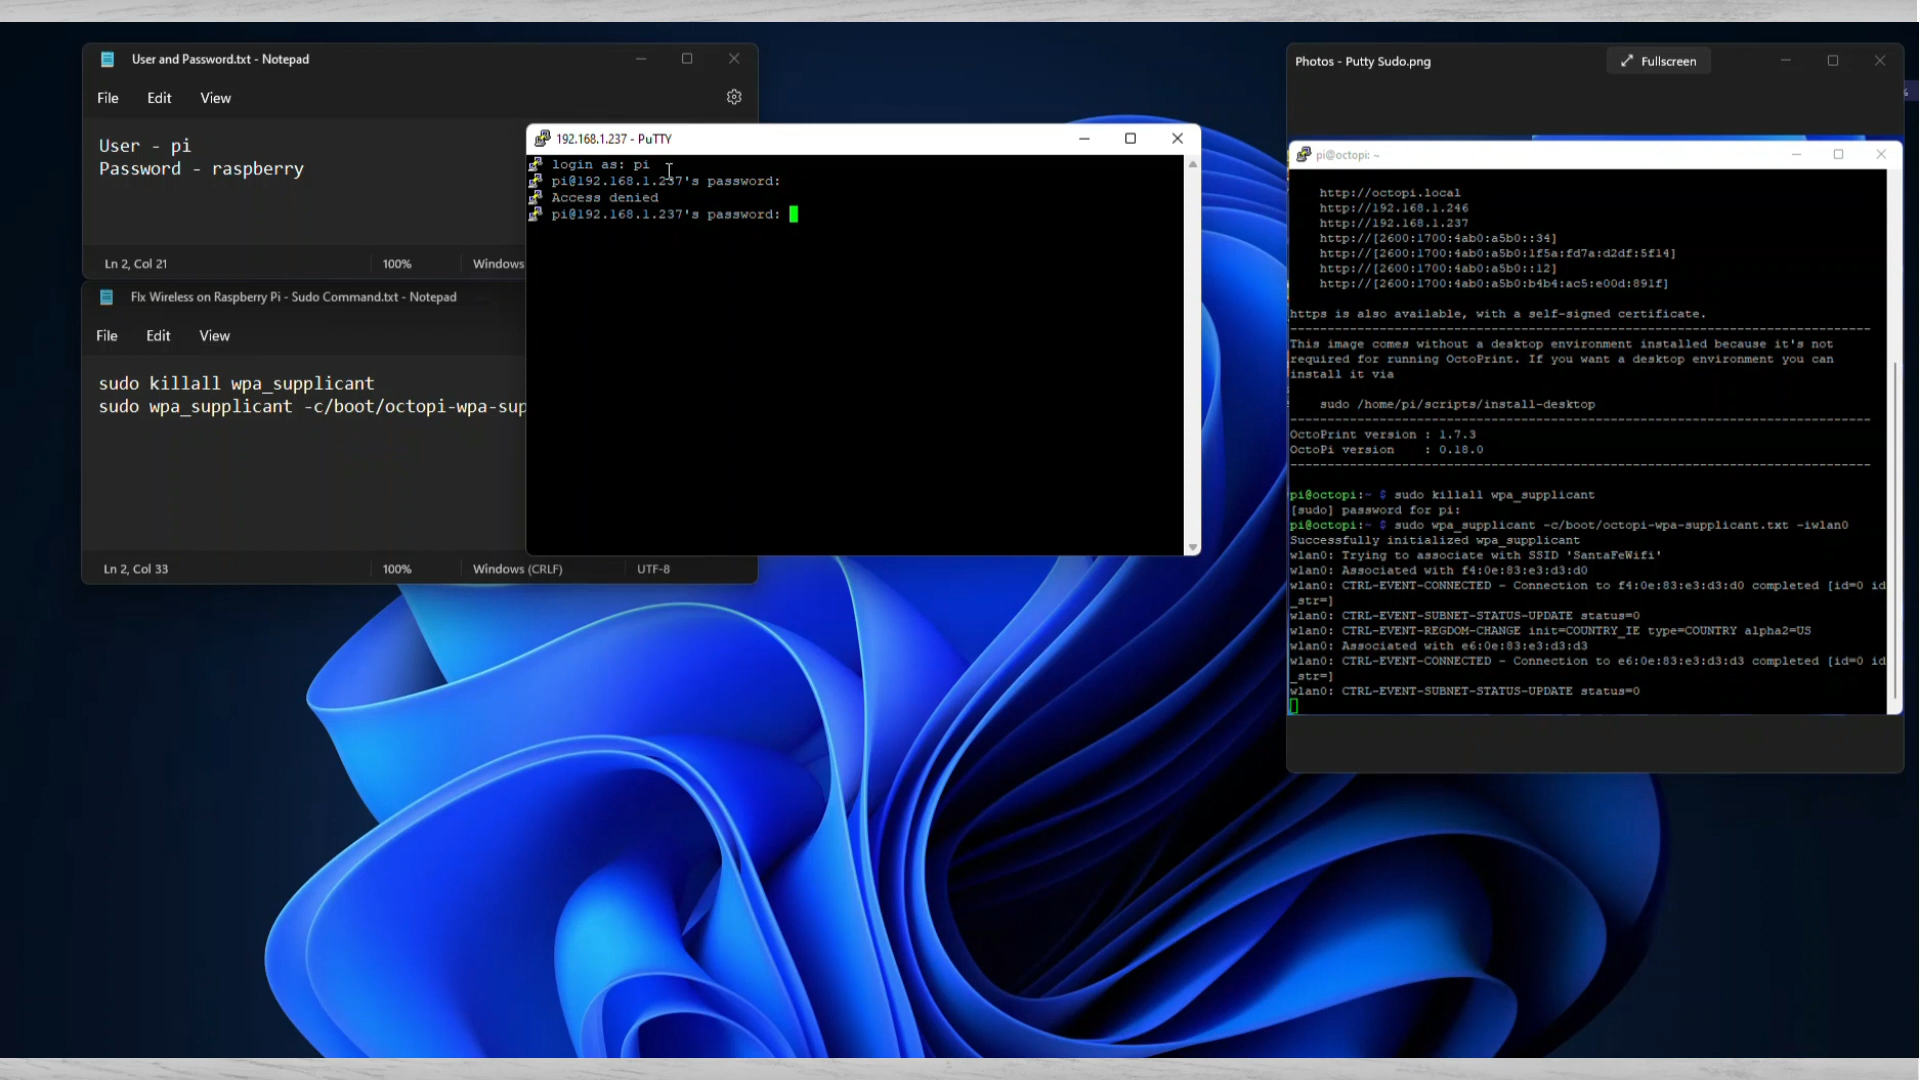 User and Password.txt - Notepad
File Edit View
User - pi
Password - raspberry
Ln 2, Col 21 100% Windows
FIx Wireless on Raspberry Pi - Sudo Command.txt - Notepad
File Edit View
sudo killall wpa_supplicant
sudo wpa_supplicant -c/boot/octopi-wpa-sup
Ln 2, Col 33 100% Windows (CRLF) UTF-8
192.168.1.237 - PuTTY
login as: pi
pi@192.168.1.237's password:
Access denied
pi@192.168.1.237's password:
Photos - Putty Sudo.png Fullscreen
pi@octopi: ~
http://octopi.local
http://192.168.1.246
http://192.168.1.237
http://[2600:1700:4ab0:a5b0::34]
http://[2600:1700:4ab0:a5b0:1f5a:fd7a:d2df:5f14]
http://[2600:1700:4ab0:a5b0::12]
http://[2600:1700:4ab0:a5b0:b4b4:ac5:e00d:891f]
https is also available, with a self-signed certificate.
--------------------------------------------------------------------------------
This image comes without a desktop environment installed because it's not
required for running OctoPrint. If you want a desktop environment you can
install it via
sudo /home/pi/scripts/install-desktop
--------------------------------------------------------------------------------
OctoPrint version : 1.7.3
OctoPi version : 0.18.0
--------------------------------------------------------------------------------
pi@octopi:~ $ sudo killall wpa_supplicant
[sudo] password for pi:
pi@octopi:~ $ sudo wpa_supplicant -c/boot/octopi-wpa-supplicant.txt -iwlan0
Successfully initialized wpa_supplicant
wlan0: Trying to associate with SSID 'SantaFeWifi'
wlan0: Associated with f4:0e:83:e3:d3:d0
wlan0: CTRL-EVENT-CONNECTED - Connection to f4:0e:83:e3:d3:d0 completed [id=0 id
_str=]
wlan0: CTRL-EVENT-SUBNET-STATUS-UPDATE status=0
wlan0: CTRL-EVENT-REGDOM-CHANGE init=COUNTRY_IE type=COUNTRY alpha2=US
wlan0: Associated with e6:0e:83:e3:d3:d3
wlan0: CTRL-EVENT-CONNECTED - Connection to e6:0e:83:e3:d3:d3 completed [id=0 id
_str=]
wlan0: CTRL-EVENT-SUBNET-STATUS-UPDATE status=0